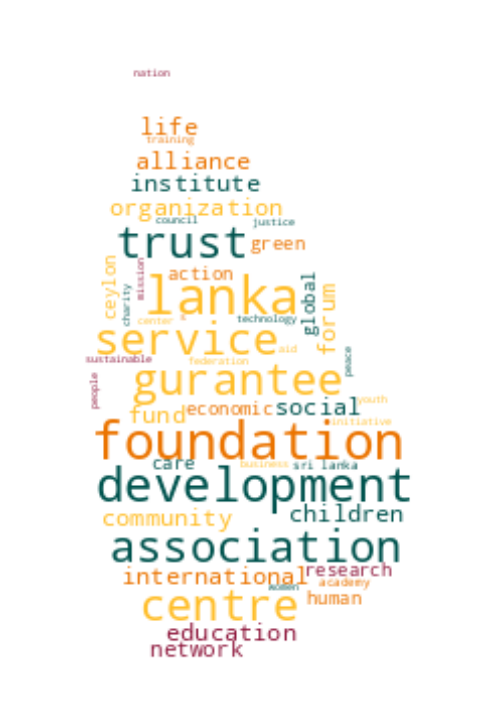 nation
life
training
alliance
institute
organization
council
justice
trust
green
ceylon
mission
action
charity
lanka
global
forum
center
technology
service
sustainable
federation
aid
peace
people
gurantee
youth
fund
economic
social
initiative
foundation
care
business
sri lanka
development
community
children
association
international
research
women
academy
centre
human
education
network